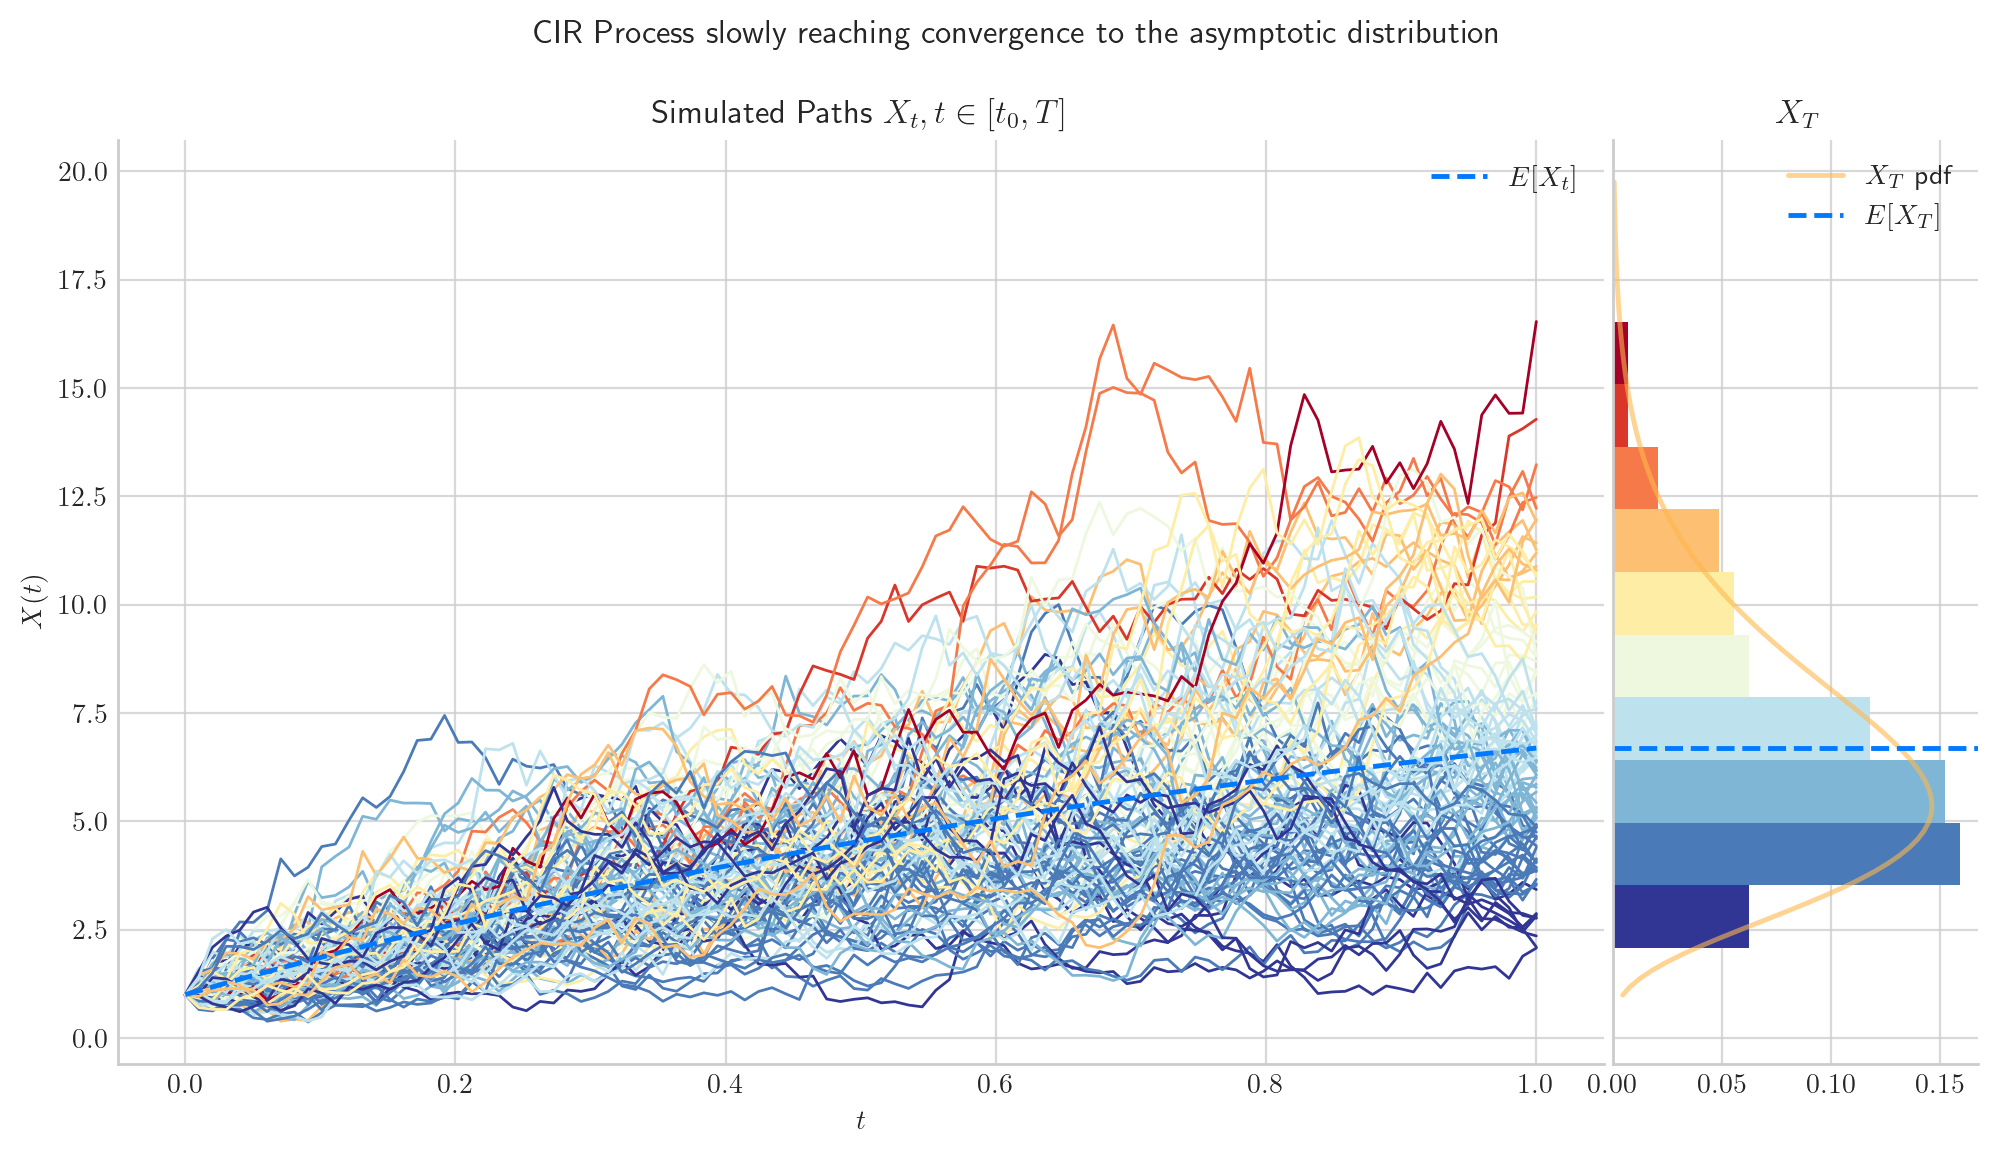 CIR Process slowly reaching convergence to the asymptotic distribution
Simulated Paths $X_t, t \in [t_0, T]$
$X_T$
20.0
17.5
15.0
12.5
10.0
7.5
5.0
2.5
0.0
$X(t)$
$E[X_t]$
$X_T$ pdf
$E[X_T]$
0.0 0.2 0.4 0.6 0.8 1.0
0.00 0.05 0.10 0.15
$t$